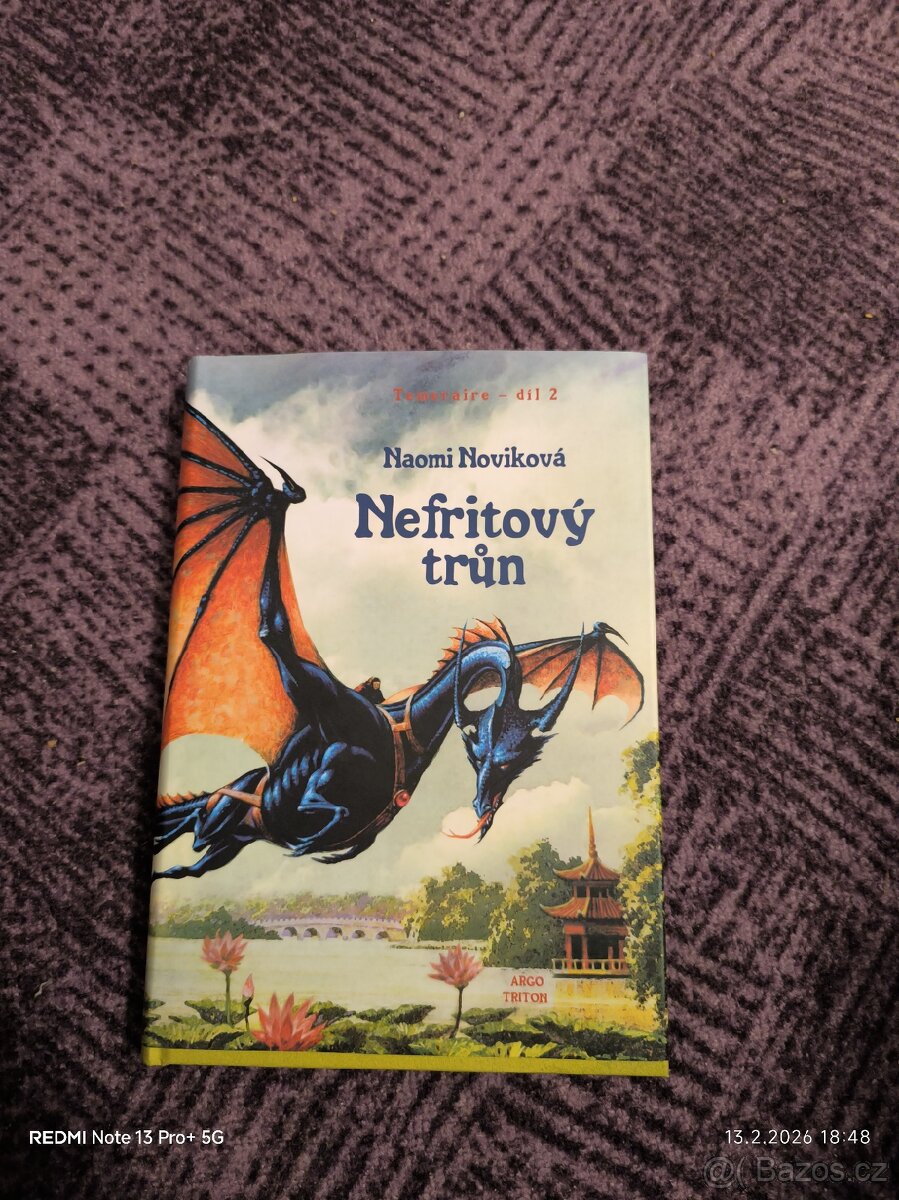 Temeraire – díl 2
Naomi Noviková
Nefritový
trůn
ARGO
TRITON
REDMI Note 13 Pro+ 5G
13.2.2026 18:48
@( Bazos.cz